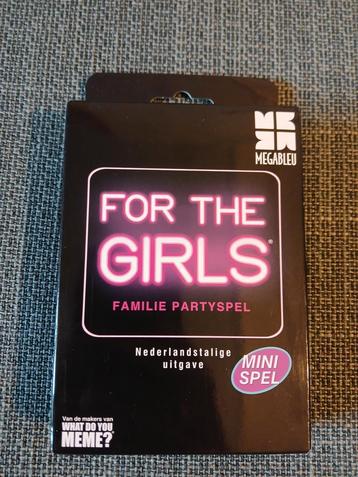 MEGABLEU
FOR THE
GIRLS®
FAMILIE PARTYSPEL
Nederlandstalige
uitgave
MINI
SPEL
Van de makers van
WHAT DO YOU
MEME?®